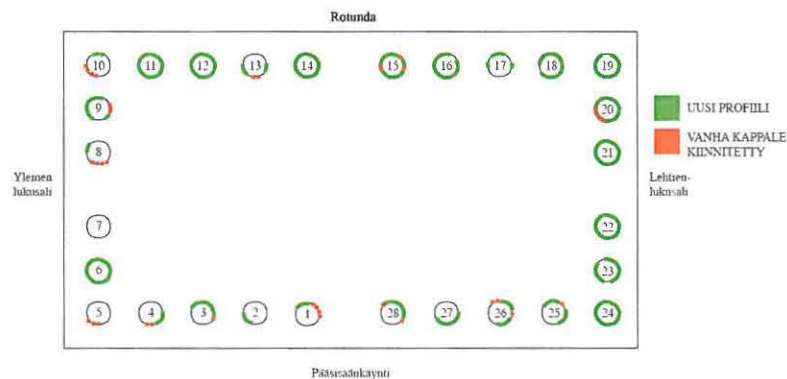 Rotunda
10 11 12 13 14 15 16 17 18 19
9 20
UUSI PROFIILI
8 21
VANHA KAPPALE
KIINNITETTY
Ylemen
lukusali
Lehtien-
lukusali
7 22
6 23
5 4 3 2 1 28 27 26 25 24
Pääsisäänkäynti